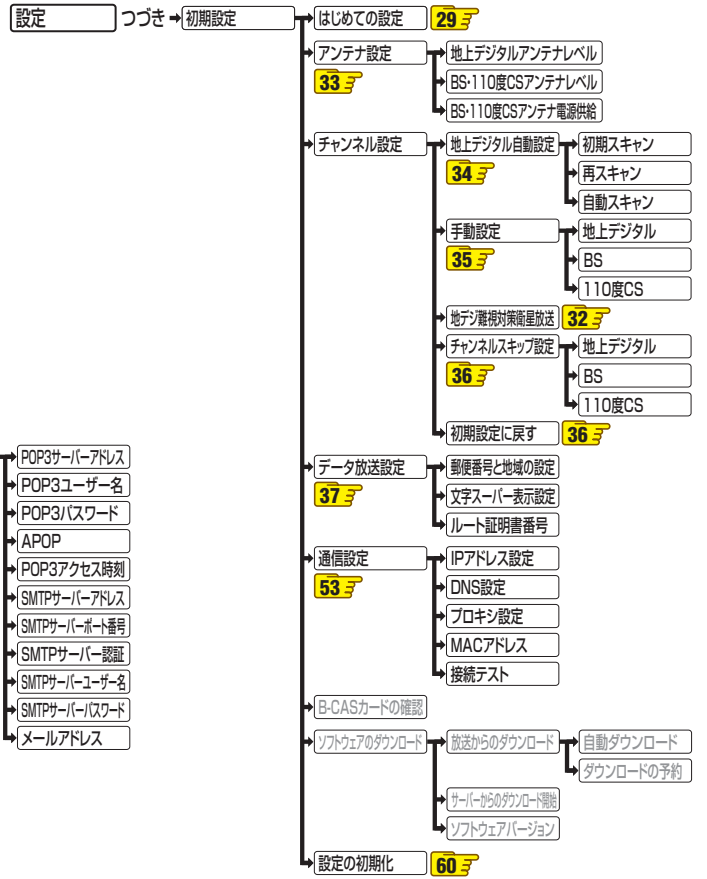 設定 つづき 初期設定 はじめての設定 29
アンテナ設定 地上デジタルアンテナレベル
33 BS・110度CSアンテナレベル
BS・110度CSアンテナ電源供給
チャンネル設定 地上デジタル自動設定 初期スキャン
34 再スキャン
自動スキャン
手動設定 地上デジタル
35 BS
110度CS
地デジ難視対策衛星放送 32
チャンネルスキップ設定 地上デジタル
36 BS
110度CS
初期設定に戻す 36
データ放送設定 郵便番号と地域の設定
37 文字スーパー表示設定
ルート証明書番号
通信設定 IPアドレス設定
53 DNS設定
プロキシ設定
MACアドレス
接続テスト
B-CASカードの確認
ソフトウェアのダウンロード 放送からのダウンロード 自動ダウンロード
ダウンロードの予約
サーバーからのダウンロード開始
ソフトウェアバージョン
設定の初期化 60
POP3サーバーアドレス
POP3ユーザー名
POP3パスワード
APOP
POP3アクセス時刻
SMTPサーバーアドレス
SMTPサーバーポート番号
SMTPサーバー認証
SMTPサーバーユーザー名
SMTPサーバーパスワード
メールアドレス